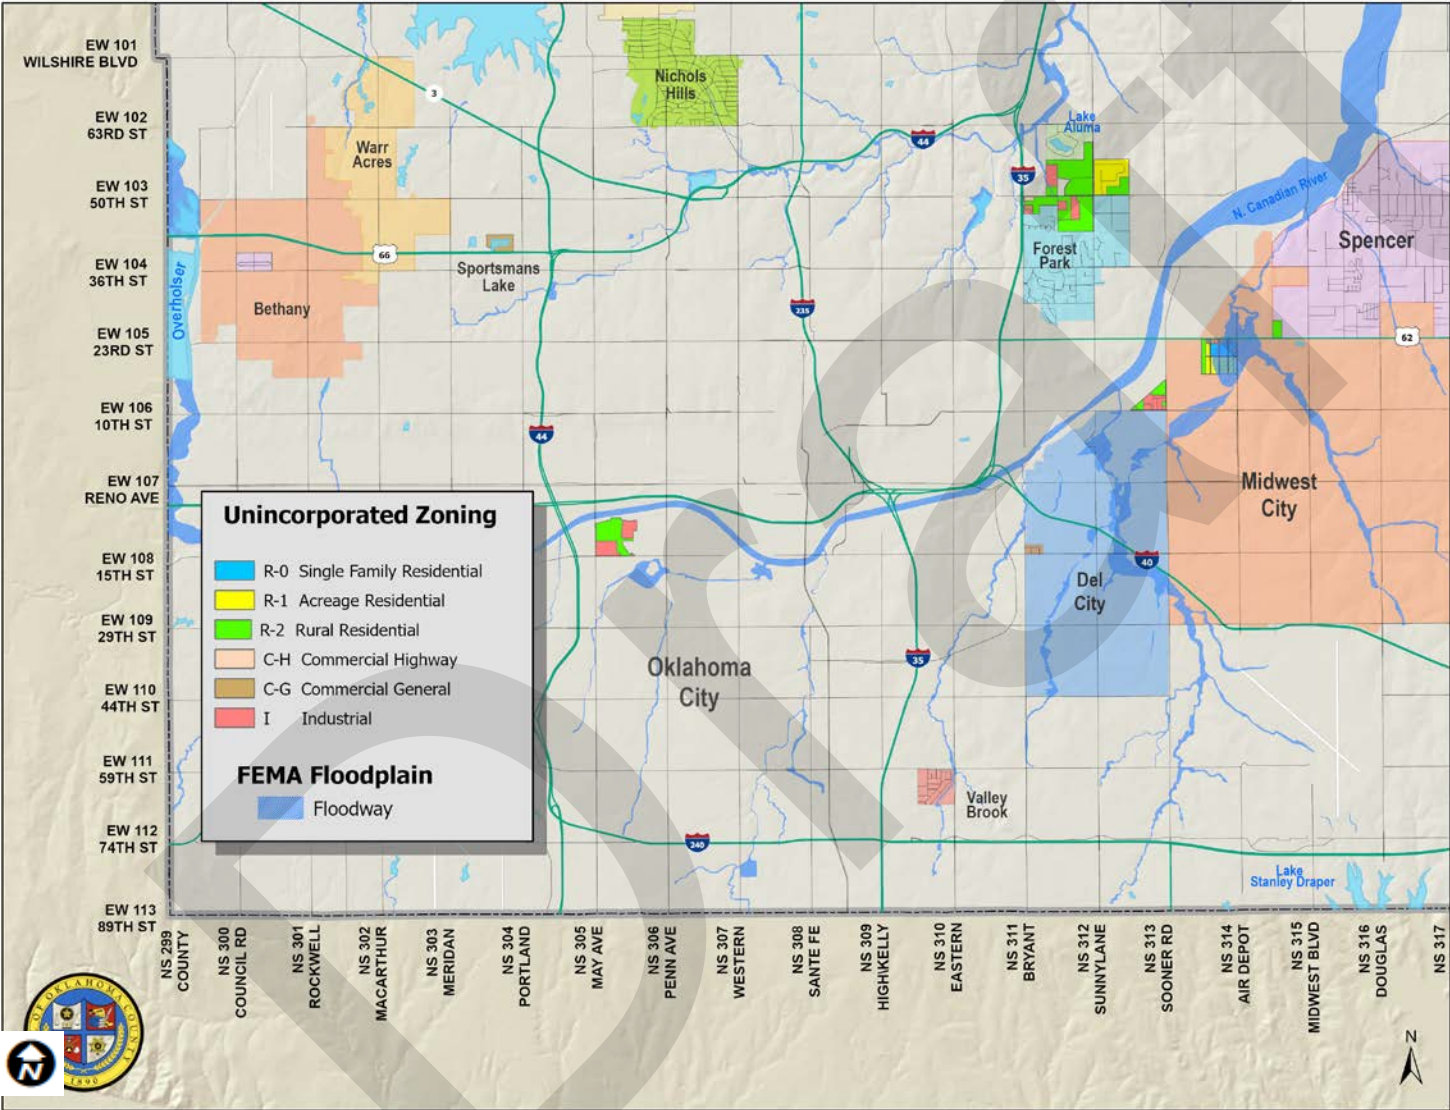 EW 101
WILSHIRE BLVD
EW 102
63RD ST
EW 103
50TH ST
EW 104
36TH ST
EW 105
23RD ST
EW 106
10TH ST
EW 107
RENO AVE
EW 108
15TH ST
EW 109
29TH ST
EW 110
44TH ST
EW 111
59TH ST
EW 112
74TH ST
EW 113
89TH ST
3
Nichols
Hills
Warr
Acres
44
Lake
Aluma
35
N. Canadian River
Spencer
66
Sportsmans
Lake
Forest
Park
Overholser
Bethany
235
62
44
Midwest
City
40
Del
City
Oklahoma
City
35
Valley
Brook
240
Lake
Stanley Draper
Unincorporated Zoning
R-0 Single Family Residential
R-1 Acreage Residential
R-2 Rural Residential
C-H Commercial Highway
C-G Commercial General
I Industrial
FEMA Floodplain
Floodway
NS 299
COUNTY
NS 300
COUNCIL RD
NS 301
ROCKWELL
NS 302
MACARTHUR
NS 303
MERIDIAN
NS 304
PORTLAND
NS 305
MAY AVE
NS 306
PENN AVE
NS 307
WESTERN
NS 308
SANTE FE
NS 309
HIGH/KELLY
NS 310
EASTERN
NS 311
BRYANT
NS 312
SUNNYLANE
NS 313
SOONER RD
NS 314
AIR DEPOT
NS 315
MIDWEST BLVD
NS 316
DOUGLAS
NS 317
OF OKLAHOMA COUNTY
1890
N
N
Draft